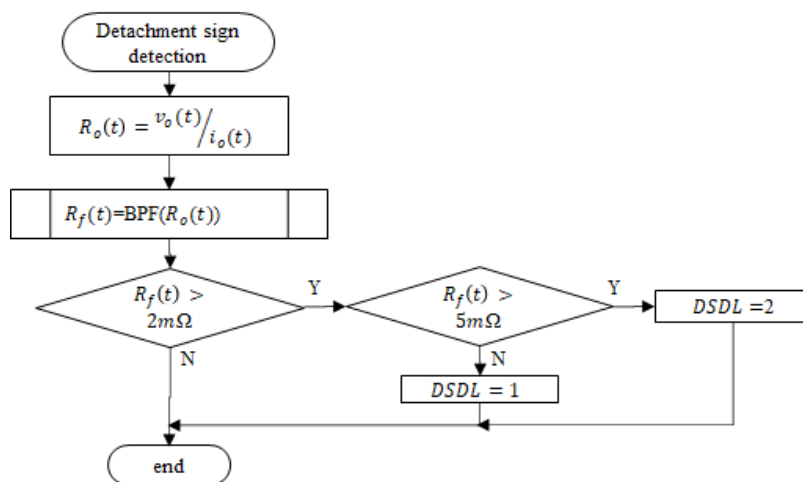 Detachment sign
detection
R_o(t) = v_o(t)/i_o(t)
R_f(t)=BPF(R_o(t))
R_f(t) >
2mΩ
Y
N
R_f(t) >
5mΩ
Y
N
DSDL =2
DSDL = 1
end